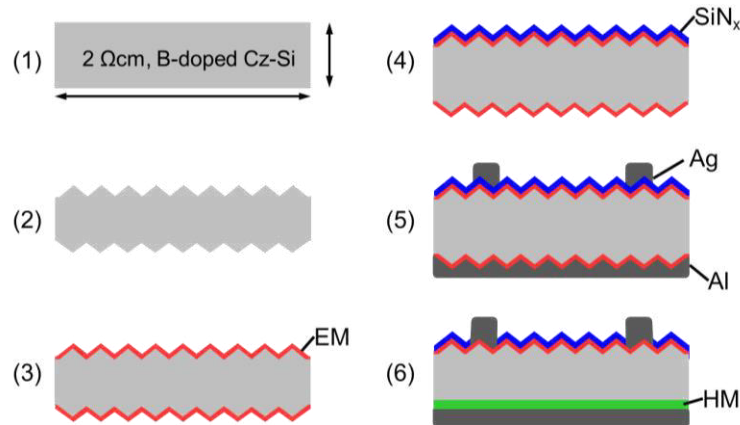 (1)
2 Ωcm, B-doped Cz-Si
(2)
(3)
EM
(4)
SiNx
(5)
Ag
Al
(6)
HM